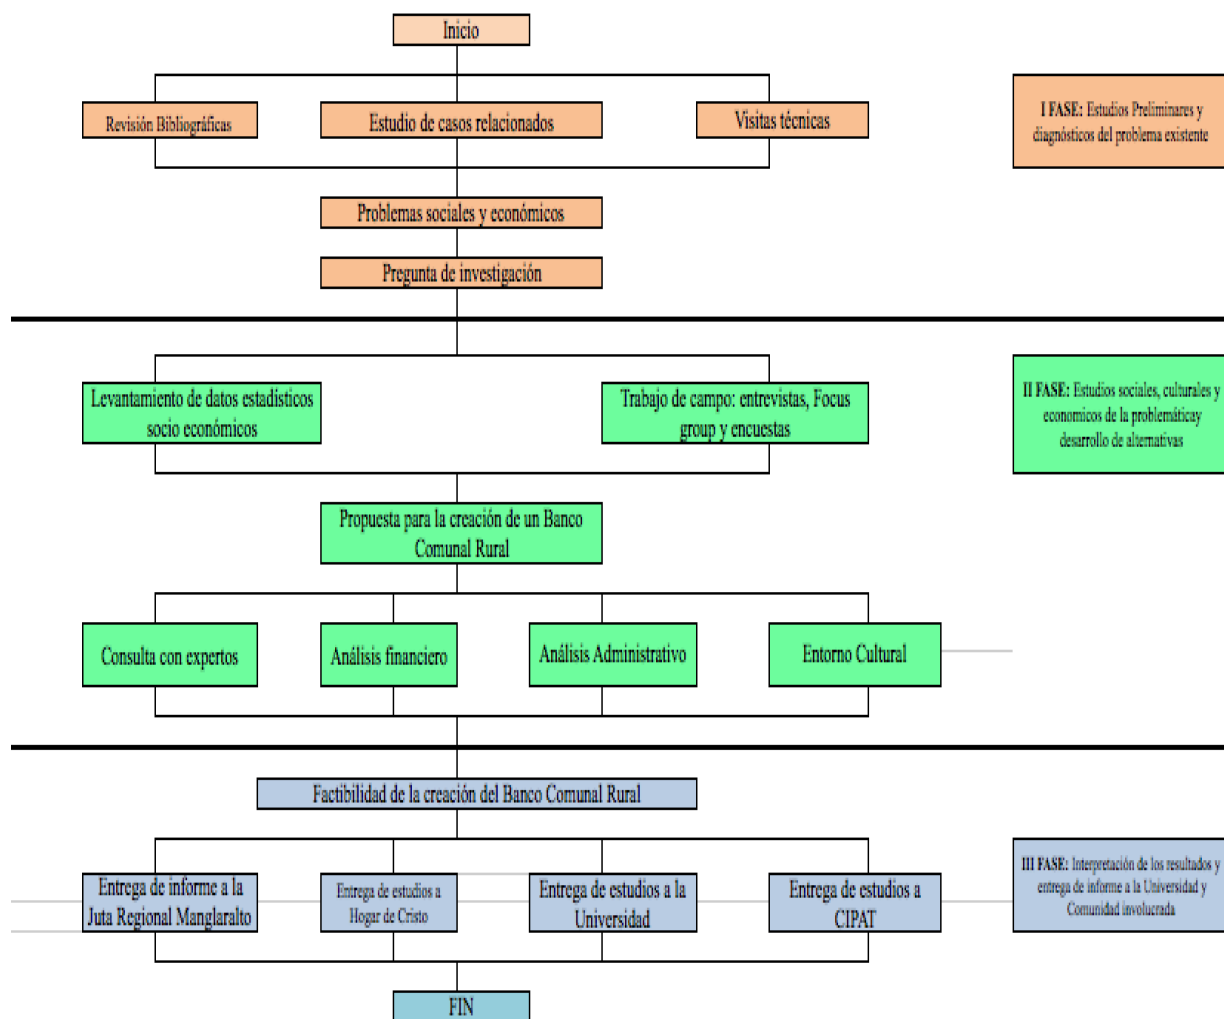 Inicio
Revisión Bibliográficas
Estudio de casos relacionados
Visitas técnicas
I FASE: Estudios Preliminares y
diagnósticos del problema existente
Problemas sociales y económicos
Pregunta de investigación
Levantamiento de datos estadísticos
socio económicos
Trabajo de campo: entrevistas, Focus
group y encuestas
II FASE: Estudios sociales, culturales y
economicos de la problemáticay
desarrollo de alternativas
Propuesta para la creación de un Banco
Comunal Rural
Consulta con expertos
Análisis financiero
Análisis Administrativo
Entorno Cultural
Factibilidad de la creación del Banco Comunal Rural
Entrega de informe a la
Juta Regional Manglaralto
Entrega de estudios a
Hogar de Cristo
Entrega de estudios a la
Universidad
Entrega de estudios a
CIPAT
III FASE: Interpretación de los resultados y
entrega de informe a la Universidad y
Comunidad involucrada
FIN